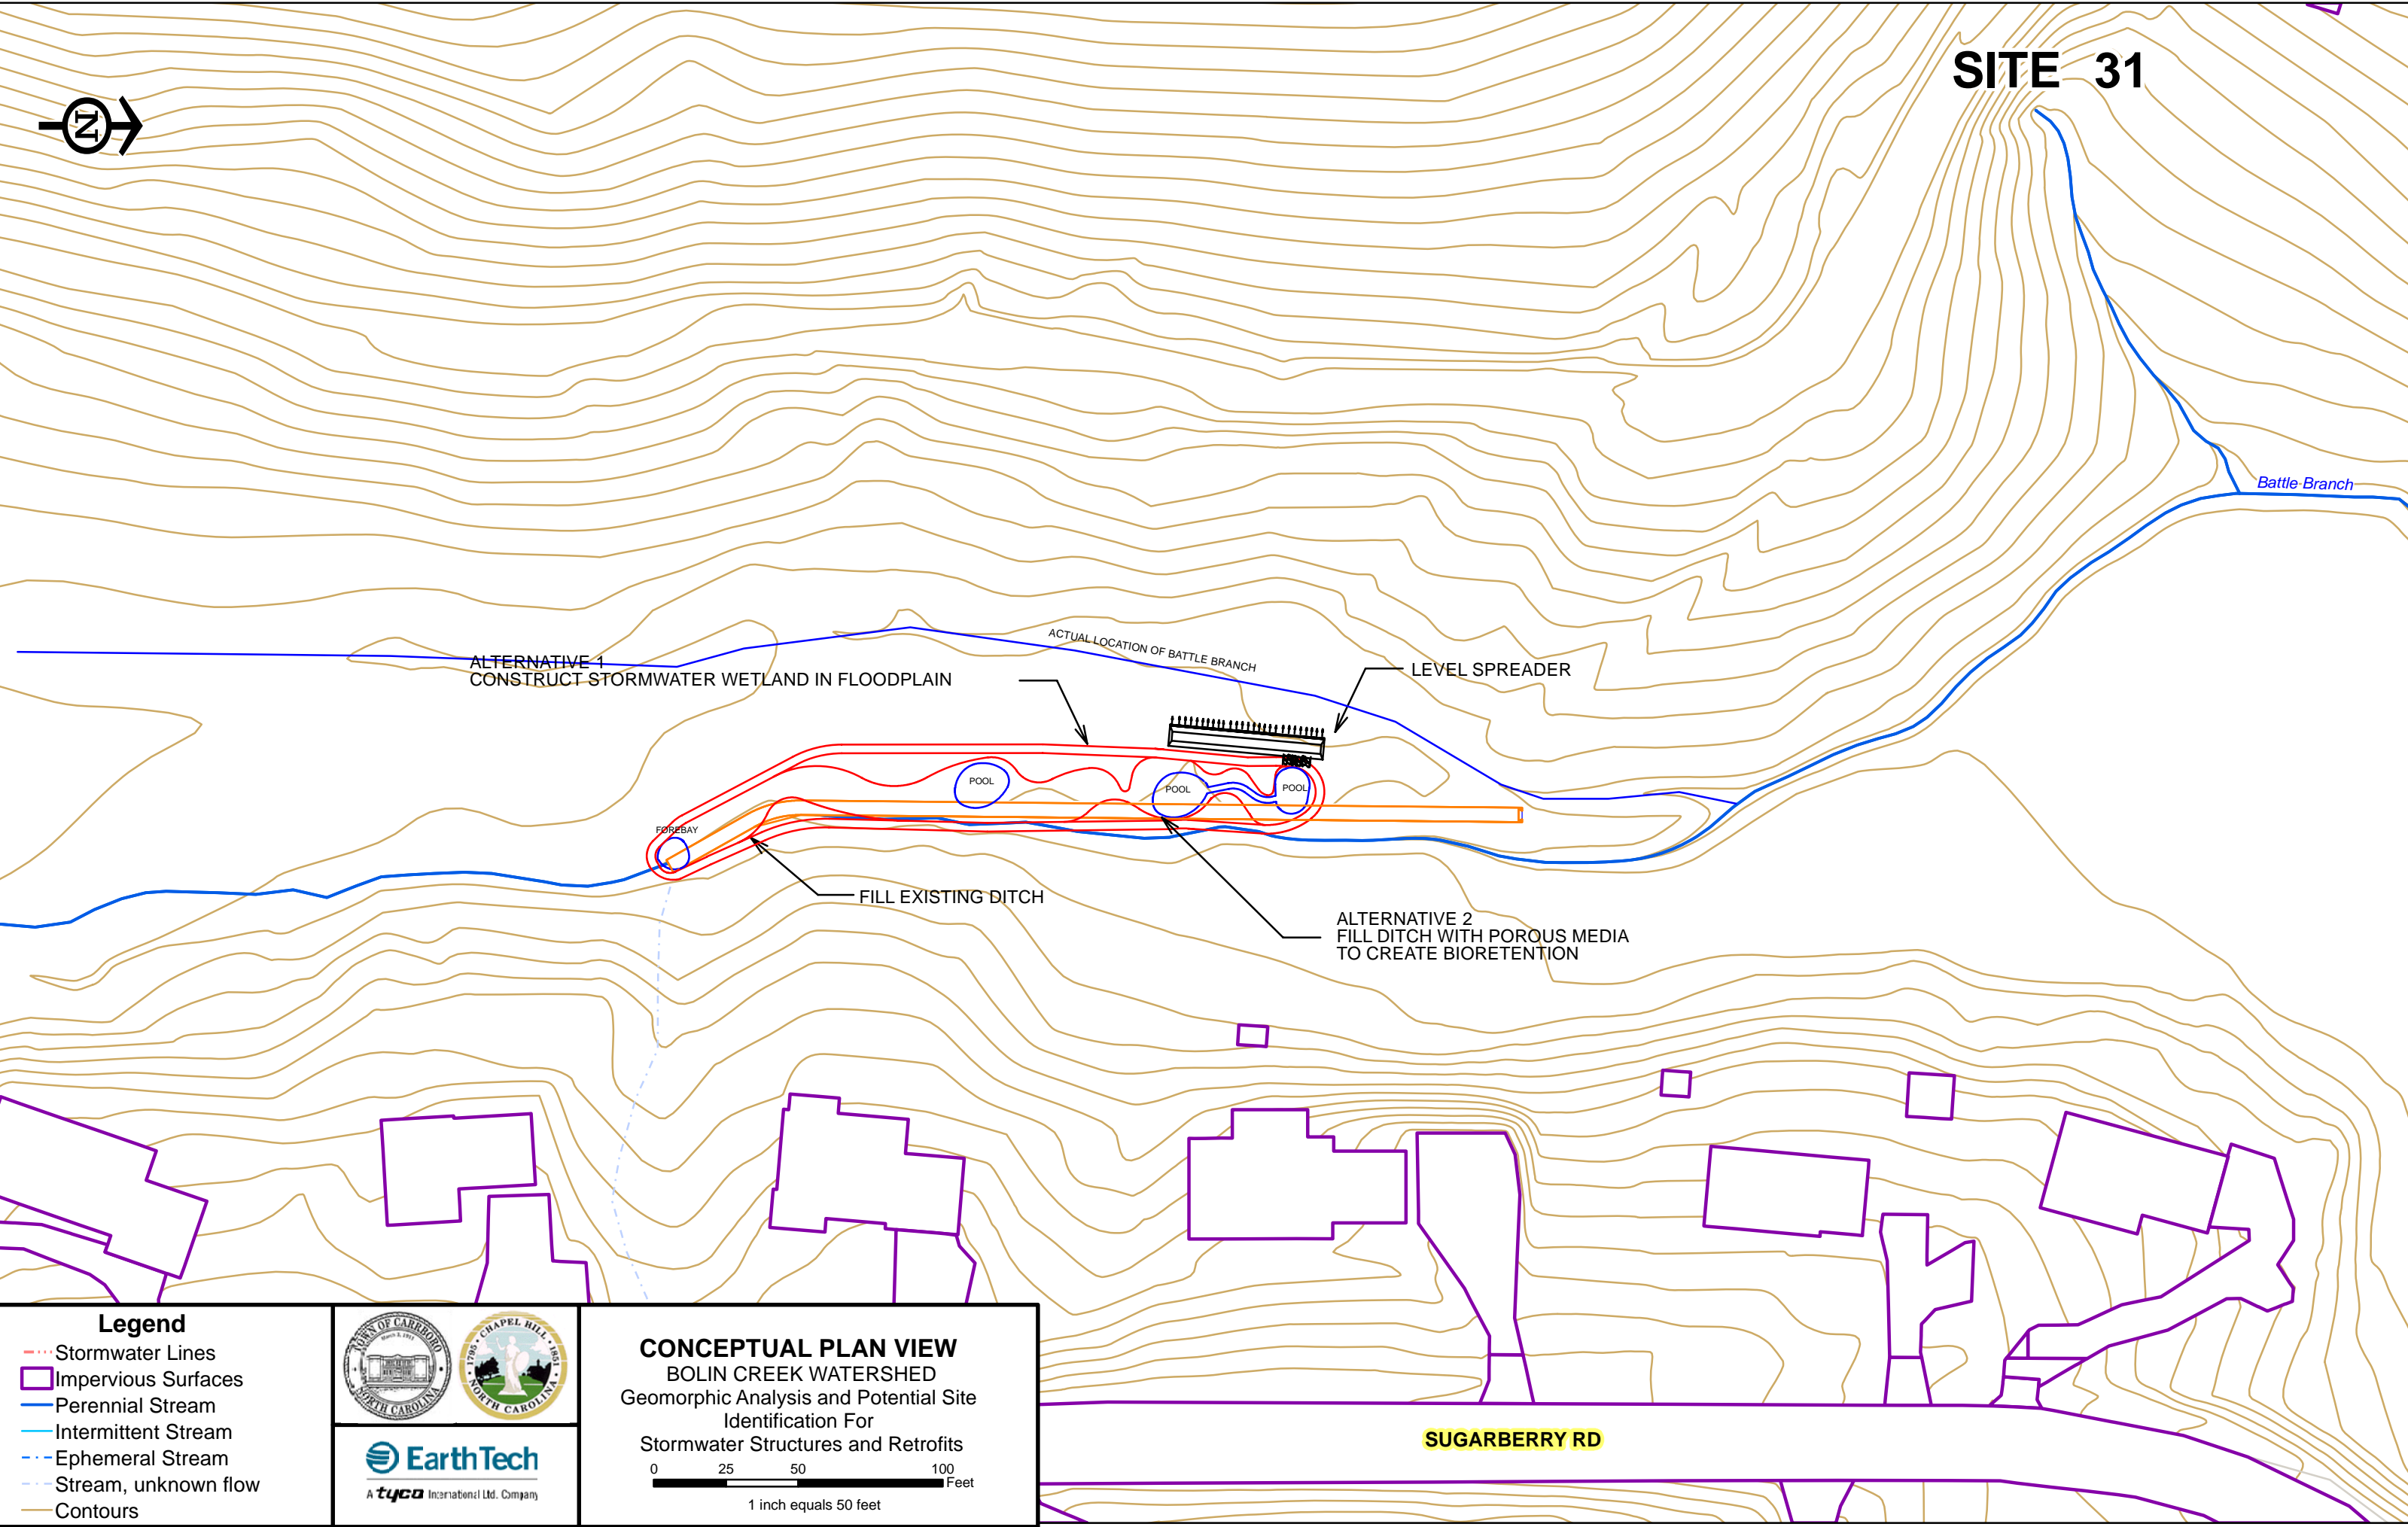 SITE 31
N
Battle Branch
ACTUAL LOCATION OF BATTLE BRANCH
ALTERNATIVE 1
CONSTRUCT STORMWATER WETLAND IN FLOODPLAIN
LEVEL SPREADER
POOL
POOL
POOL
FOREBAY
FILL EXISTING DITCH
ALTERNATIVE 2
FILL DITCH WITH POROUS MEDIA
TO CREATE BIORETENTION
SUGARBERRY RD
Legend
Stormwater Lines
Impervious Surfaces
Perennial Stream
Intermittent Stream
Ephemeral Stream
Stream, unknown flow
Contours
TOWN OF CARRBORO
March 3, 1911
NORTH CAROLINA
CHAPEL HILL
1795
1851
NORTH CAROLINA
EarthTech
A tyco International Ltd. Company
CONCEPTUAL PLAN VIEW
BOLIN CREEK WATERSHED
Geomorphic Analysis and Potential Site
Identification For
Stormwater Structures and Retrofits
0 25 50 100
Feet
1 inch equals 50 feet